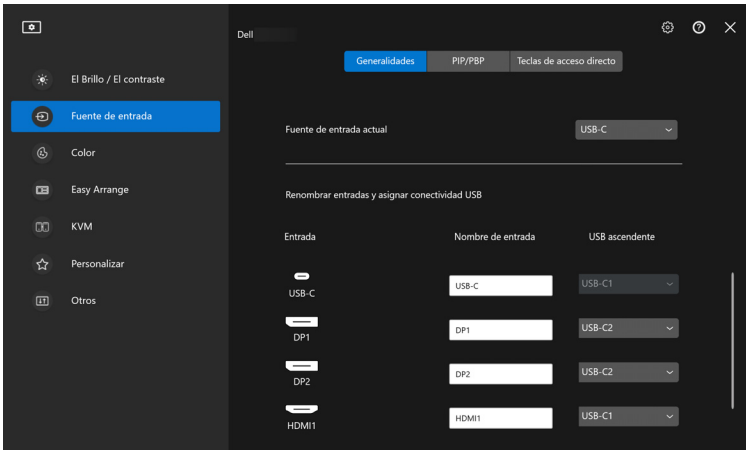 Dell
Generalidades PIP/PBP Teclas de acceso directo
El Brillo / El contraste
Fuente de entrada
Color
Easy Arrange
KVM
Personalizar
Otros
Fuente de entrada actual USB-C
Renombrar entradas y asignar conectividad USB
Entrada Nombre de entrada USB ascendente
USB-C USB-C USB-C1
DP1 DP1 USB-C2
DP2 DP2 USB-C2
HDMI1 HDMI1 USB-C1